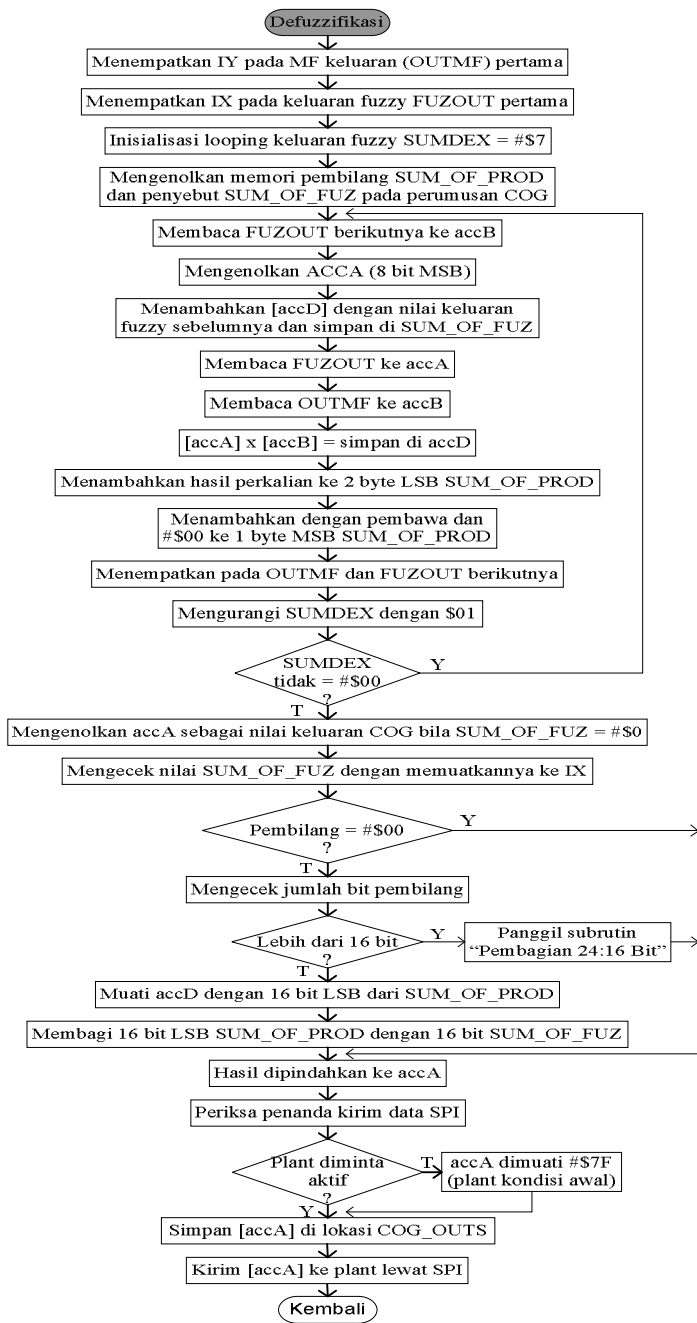 Defuzzifikasi
Menempatkan IY pada MF keluaran (OUTMF) pertama
Menempatkan IX pada keluaran fuzzy FUZOUT pertama
Inisialisasi looping keluaran fuzzy SUMDEX = #$7
Mengenolkan memori pembilang SUM_OF_PROD
dan penyebut SUM_OF_FUZ pada perumusan COG
Membaca FUZOUT berikutnya ke accB
Mengenolkan ACCA (8 bit MSB)
Menambahkan [accD] dengan nilai keluaran
fuzzy sebelumnya dan simpan di SUM_OF_FUZ
Membaca FUZOUT ke accA
Membaca OUTMF ke accB
[accA] x [accB] = simpan di accD
Menambahkan hasil perkalian ke 2 byte LSB SUM_OF_PROD
Menambahkan dengan pembawa dan
#$00 ke 1 byte MSB SUM_OF_PROD
Menempatkan pada OUTMF dan FUZOUT berikutnya
Mengurangi SUMDEX dengan $01
SUMDEX
tidak = #$00
?
Y
T
Mengenolkan accA sebagai nilai keluaran COG bila SUM_OF_FUZ = #$0
Mengecek nilai SUM_OF_FUZ dengan memuatkannya ke IX
Pembilang = #$00
?
Y
T
Mengecek jumlah bit pembilang
Lebih dari 16 bit
?
Y
Panggil subrutin
“Pembagian 24:16 Bit”
T
Muati accD dengan 16 bit LSB dari SUM_OF_PROD
Membagi 16 bit LSB SUM_OF_PROD dengan 16 bit SUM_OF_FUZ
Hasil dipindahkan ke accA
Periksa penanda kirim data SPI
Plant diminta
aktif
?
T
accA dimuati #$7F
(plant kondisi awal)
Y
Simpan [accA] di lokasi COG_OUTS
Kirim [accA] ke plant lewat SPI
Kembali